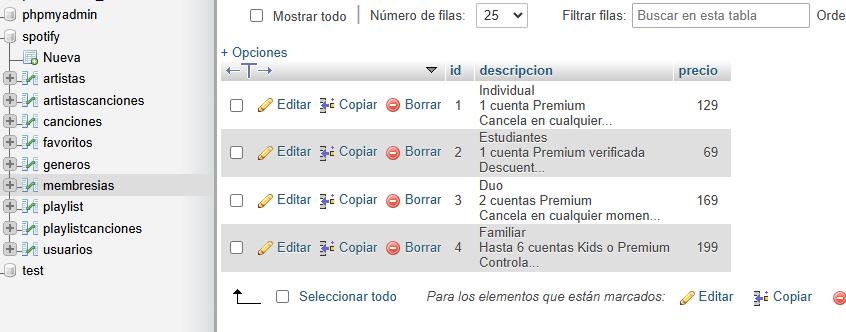 phpmyadmin
spotify
Nueva
artistas
artistascanciones
canciones
favoritos
generos
membresias
playlist
playlistcanciones
usuarios
test
Mostrar todo | Número de filas: 25 Filtrar filas: Buscar en esta tabla Orde
+ Opciones
←T→ id descripcion precio
Editar Copiar Borrar 1 Individual 129
1 cuenta Premium
Cancela en cualquier...
Editar Copiar Borrar 2 Estudiantes 69
1 cuenta Premium verificada
Descuent...
Editar Copiar Borrar 3 Duo 169
2 cuentas Premium
Cancela en cualquier momen...
Editar Copiar Borrar 4 Familiar 199
Hasta 6 cuentas Kids o Premium
Controla...
Seleccionar todo Para los elementos que están marcados: Editar Copiar